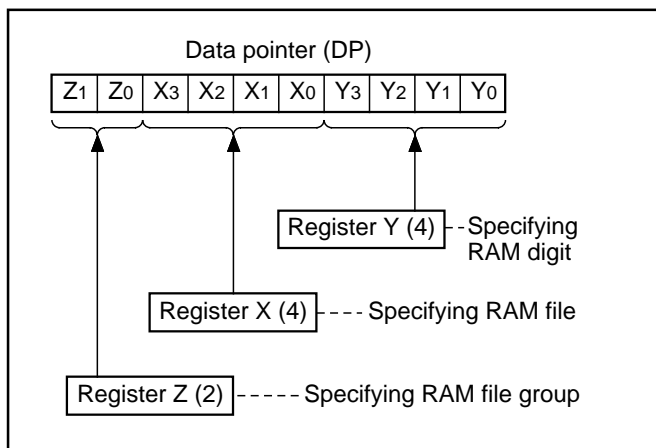 Data pointer (DP)
Z1 Z0 X3 X2 X1 X0 Y3 Y2 Y1 Y0
Register Y (4) Specifying
RAM digit
Register X (4) Specifying RAM file
Register Z (2) Specifying RAM file group